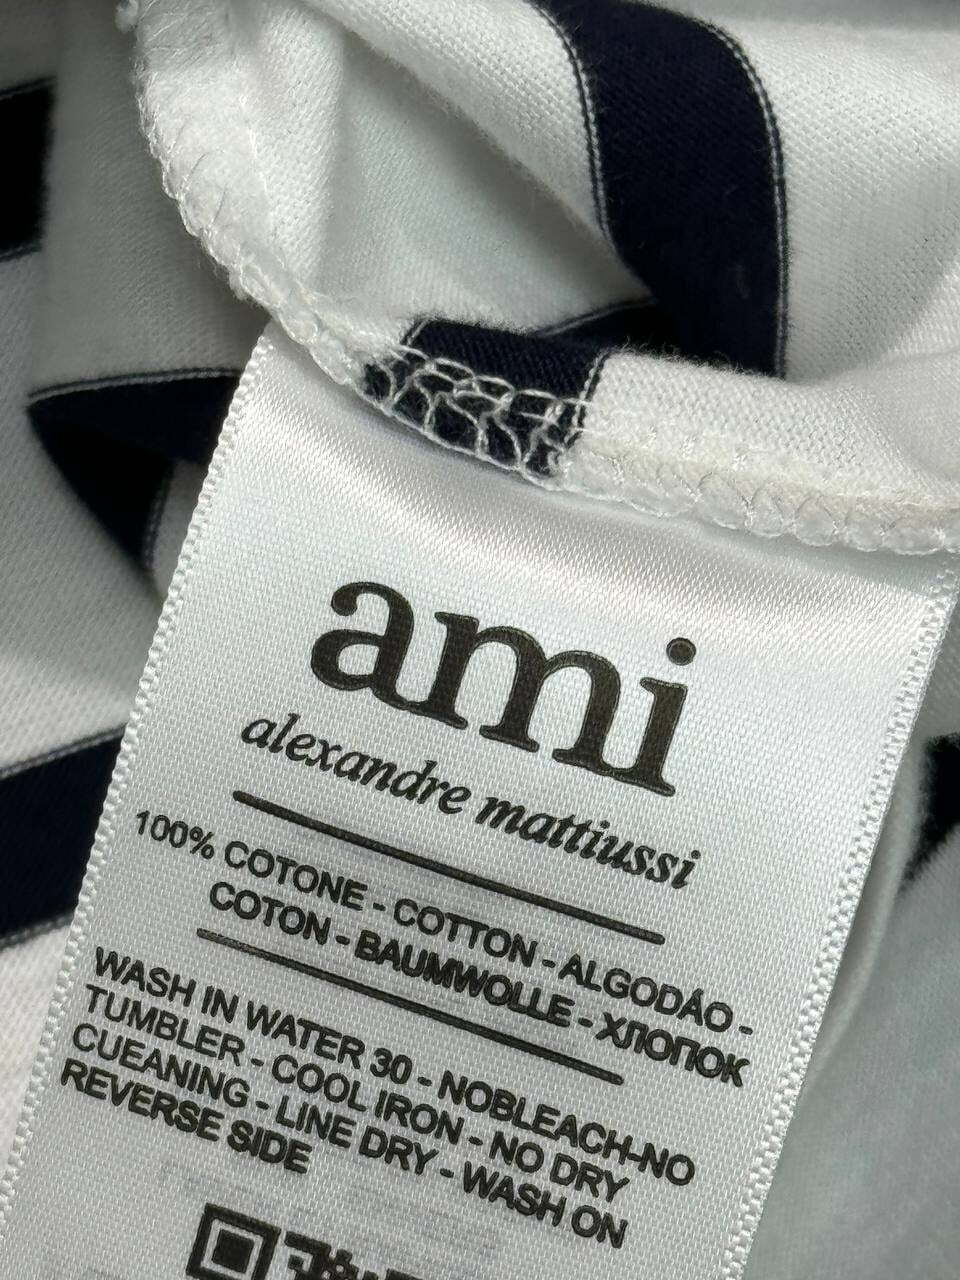 ami
alexandre mattiussi
100% COTONE - COTTON - ALGODÁO -
COTON - BAUMWOLLE - ХЛОПОК
WASH IN WATER 30 - NOBLEACH-NO
TUMBLER - COOL IRON - NO DRY
CUEANING - LINE DRY - WASH ON
REVERSE SIDE